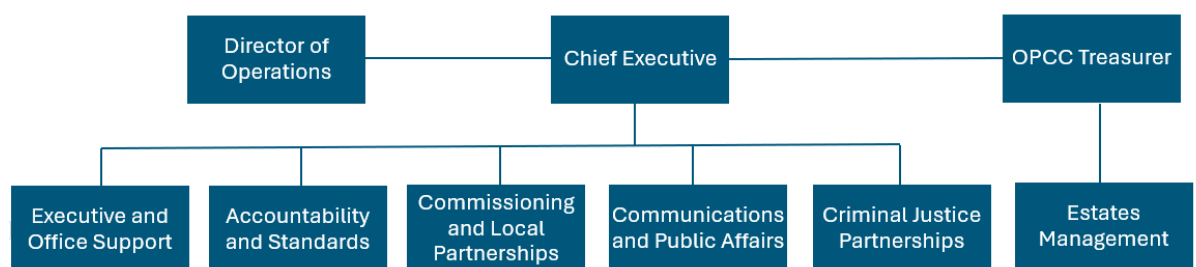 Director of
Operations
Chief Executive
OPCC Treasurer
Executive and
Office Support
Accountability
and Standards
Commissioning
and Local
Partnerships
Communications
and Public Affairs
Criminal Justice
Partnerships
Estates
Management